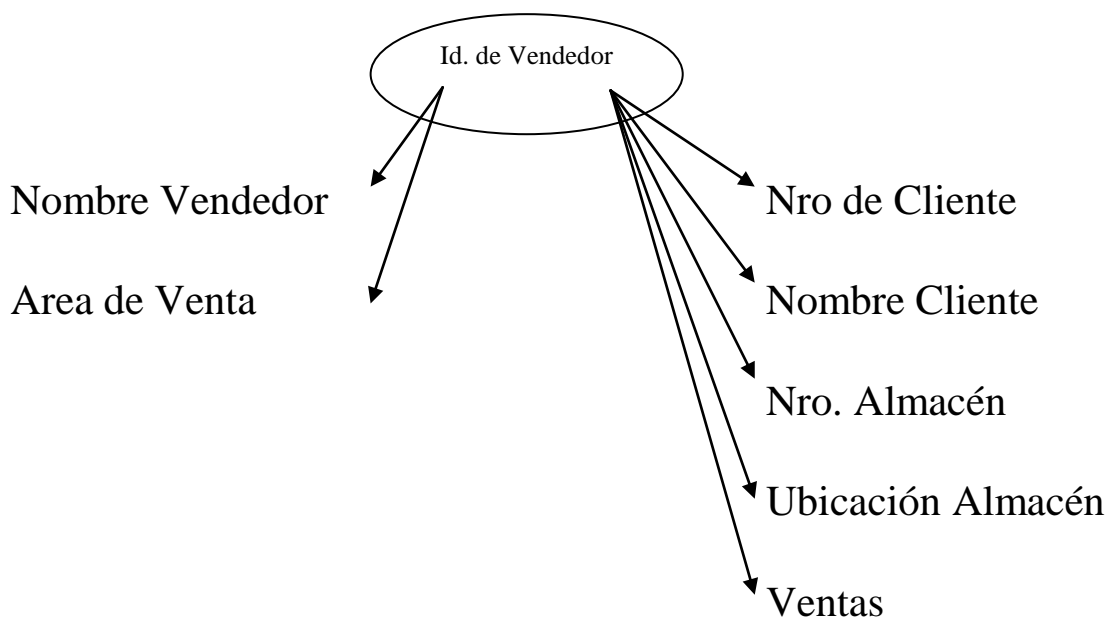 Id. de Vendedor
Nombre Vendedor
Area de Venta
Nro de Cliente
Nombre Cliente
Nro. Almacén
Ubicación Almacén
Ventas